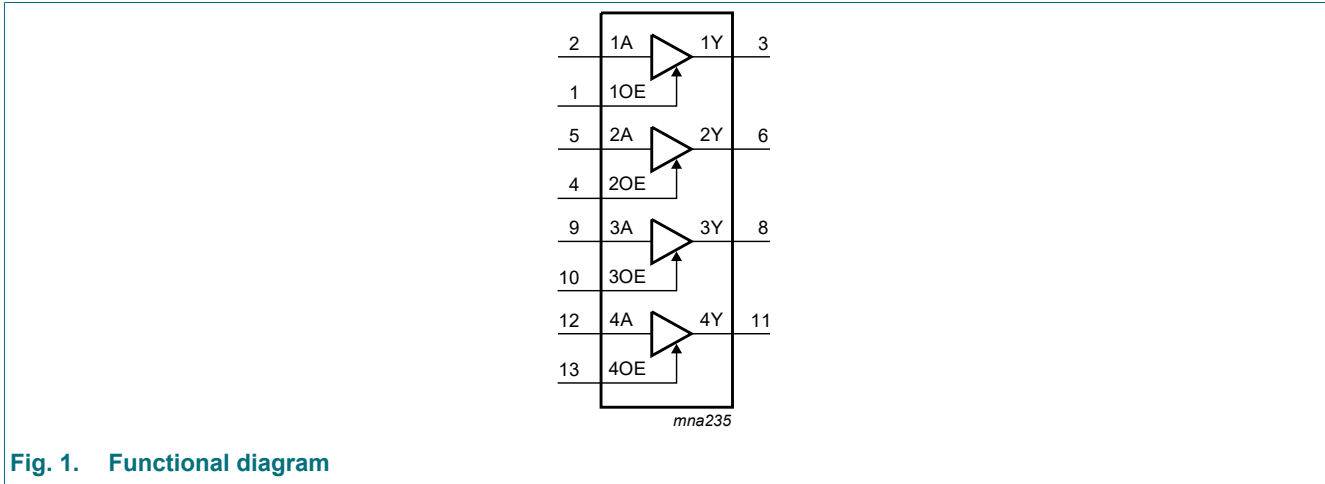 2 1A 1Y 3
1 1OE
5 2A 2Y 6
4 2OE
9 3A 3Y 8
10 3OE
12 4A 4Y 11
13 4OE
mna235
Fig. 1. Functional diagram